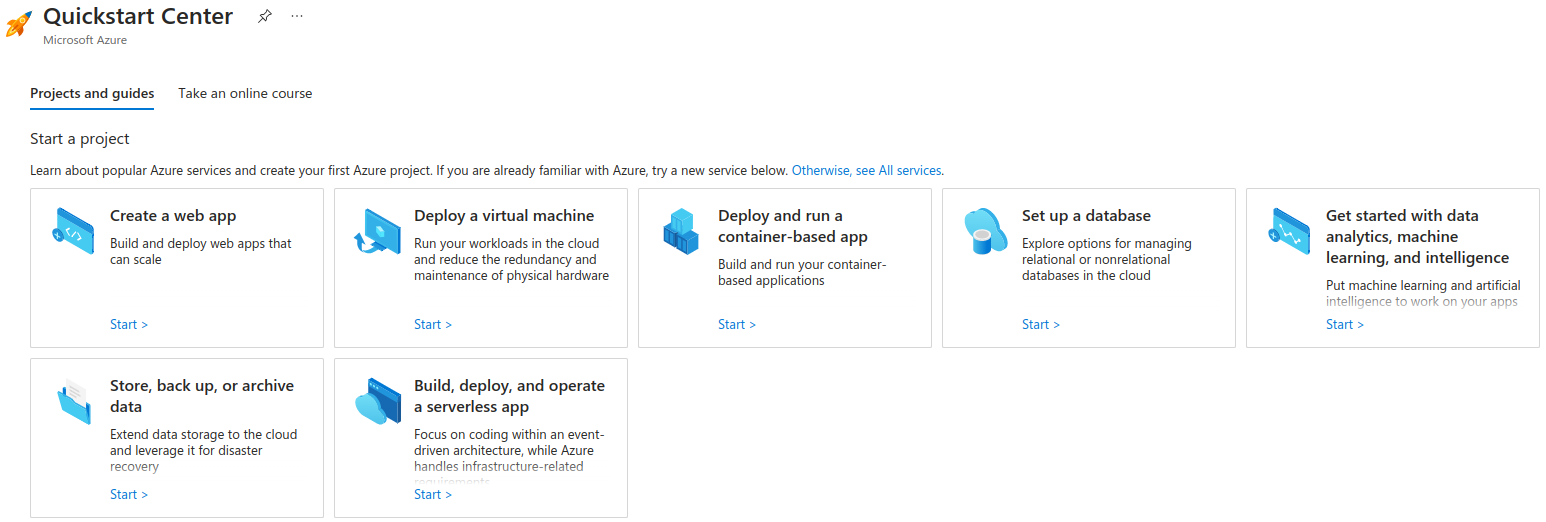 Quickstart Center
Microsoft Azure
Projects and guides
Take an online course
Start a project
Learn about popular Azure services and create your first Azure project. If you are already familiar with Azure, try a new service below. Otherwise, see All services.
Create a web app
Build and deploy web apps that
can scale
Start >
Deploy a virtual machine
Run your workloads in the cloud
and reduce the redundancy and
maintenance of physical hardware
Start >
Deploy and run a
container-based app
Build and run your container-
based applications
Start >
Set up a database
Explore options for managing
relational or nonrelational
databases in the cloud
Start >
Get started with data
analytics, machine
learning, and intelligence
Put machine learning and artificial
intelligence to work on your apps
Start >
Store, back up, or archive
data
Extend data storage to the cloud
and leverage it for disaster
recovery
Start >
Build, deploy, and operate
a serverless app
Focus on coding within an event-
driven architecture, while Azure
handles infrastructure-related
requirements
Start >